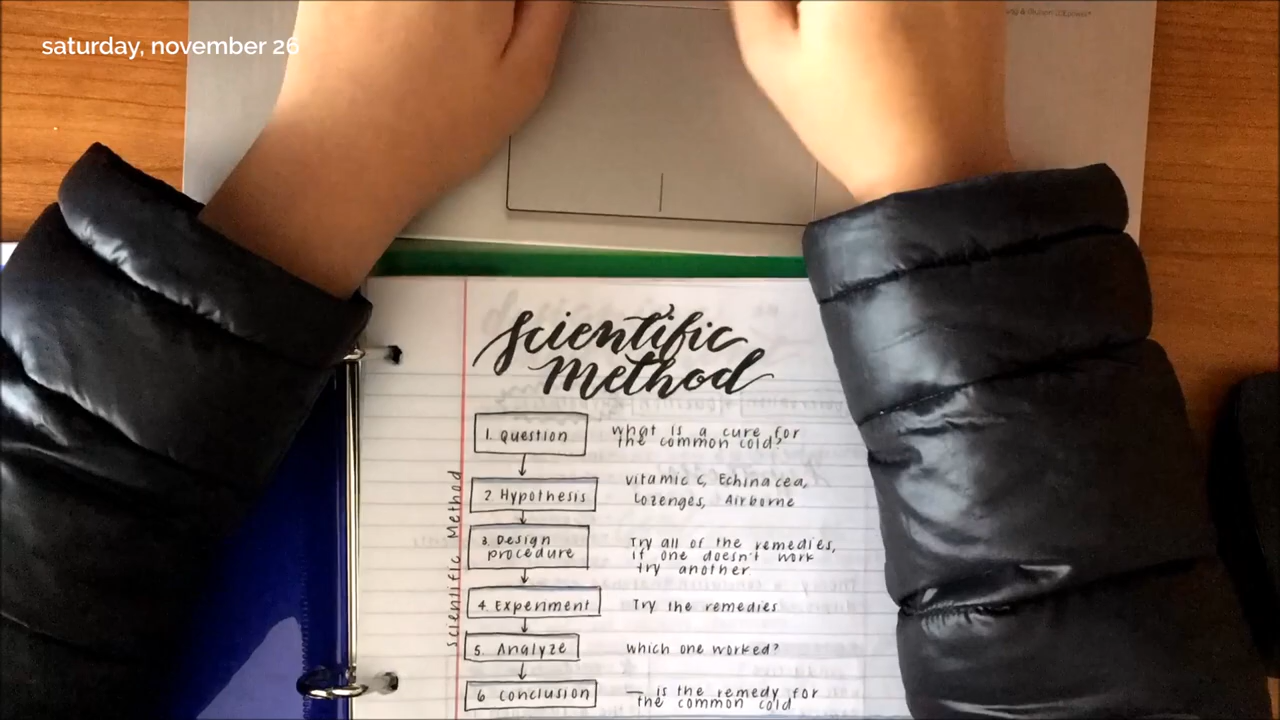 saturday, november 26
Scientific
Method
scientific Method
1. Question
what is a cure for
the common cold?
2 Hypothesis
vitamic C, Echinacea,
Lozenges, Airborne
3. Design
procedure
Try all of the remedies,
if one doesn't work
try another
4. Experiment
Try the remedies
5. Analyze
which one worked?
6 Conclusion
— is the remedy for
the common cold